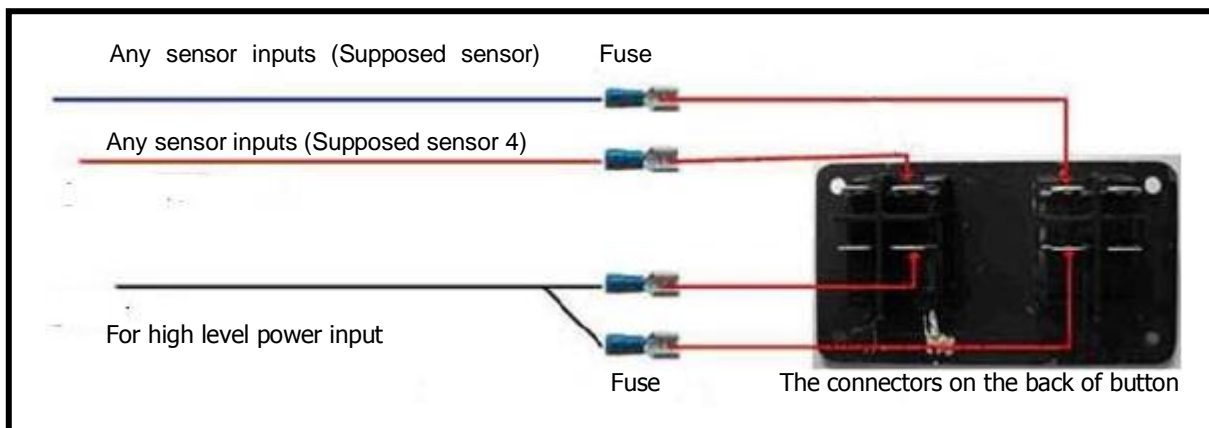 Any sensor inputs (Supposed sensor) Fuse
Any sensor inputs (Supposed sensor 4)
For high level power input
Fuse The connectors on the back of button